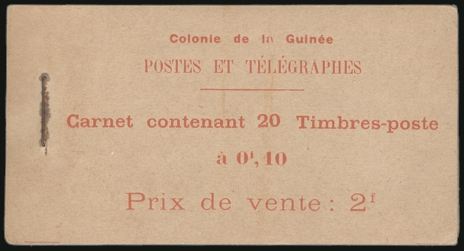 Colonie de la Guinée
POSTES ET TÉLÉGRAPHES
Carnet contenant 20 Timbres-poste
à 0ᶠ,10
Prix de vente : 2ᶠ